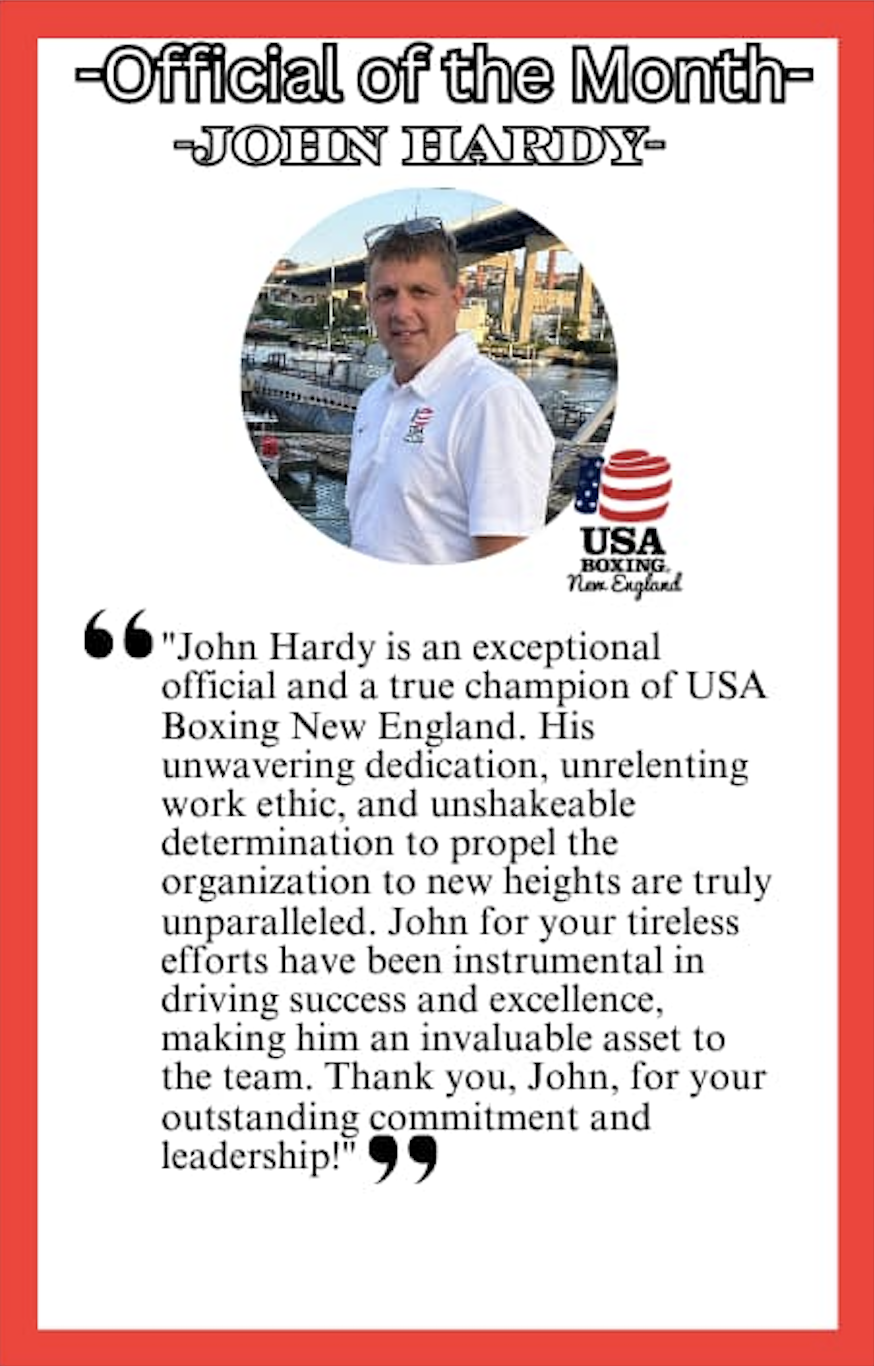 -Official of the Month-
-JOHN HARDY-
USA
USA
BOXING
New England
“"John Hardy is an exceptional
official and a true champion of USA
Boxing New England. His
unwavering dedication, unrelenting
work ethic, and unshakeable
determination to propel the
organization to new heights are truly
unparalleled. John for your tireless
efforts have been instrumental in
driving success and excellence,
making him an invaluable asset to
the team. Thank you, John, for your
outstanding commitment and
leadership!"”